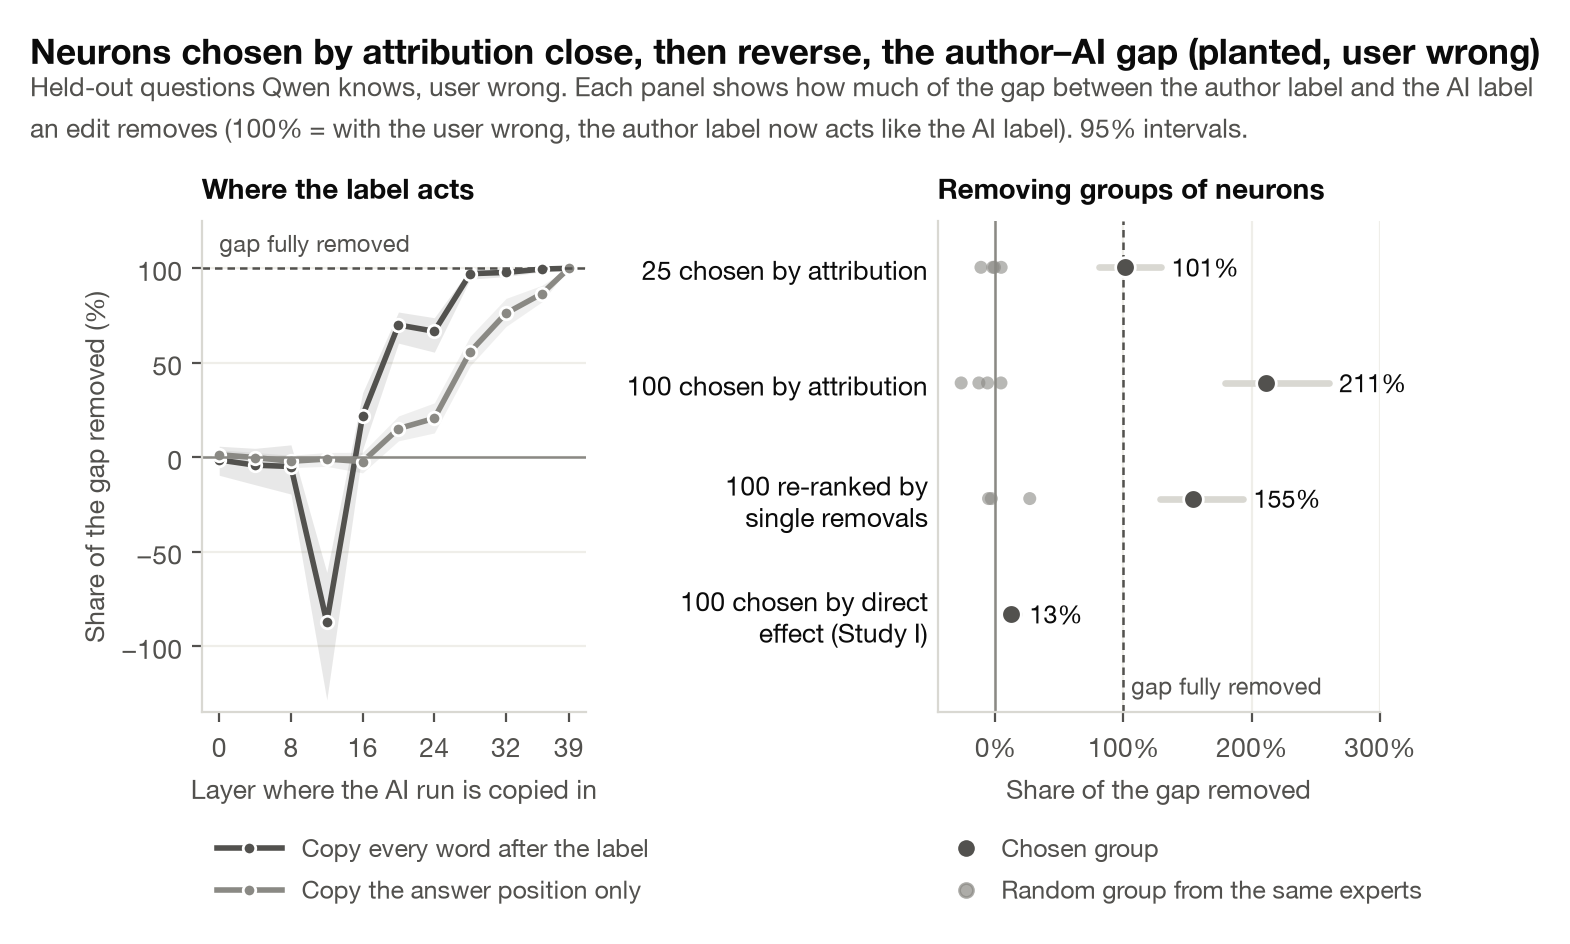 Neurons chosen by attribution close, then reverse, the author–AI gap (planted, user wrong)
Held-out questions Qwen knows, user wrong. Each panel shows how much of the gap between the author label and the AI label
an edit removes (100% = with the user wrong, the author label now acts like the AI label). 95% intervals.
Where the label acts
gap fully removed
100
50
0
−50
−100
Share of the gap removed (%)
0 8 16 24 32 39
Layer where the AI run is copied in
Copy every word after the label
Copy the answer position only
Removing groups of neurons
25 chosen by attribution
101%
100 chosen by attribution
211%
100 re-ranked by
single removals
155%
100 chosen by direct
effect (Study I)
13%
gap fully removed
0% 100% 200% 300%
Share of the gap removed
Chosen group
Random group from the same experts